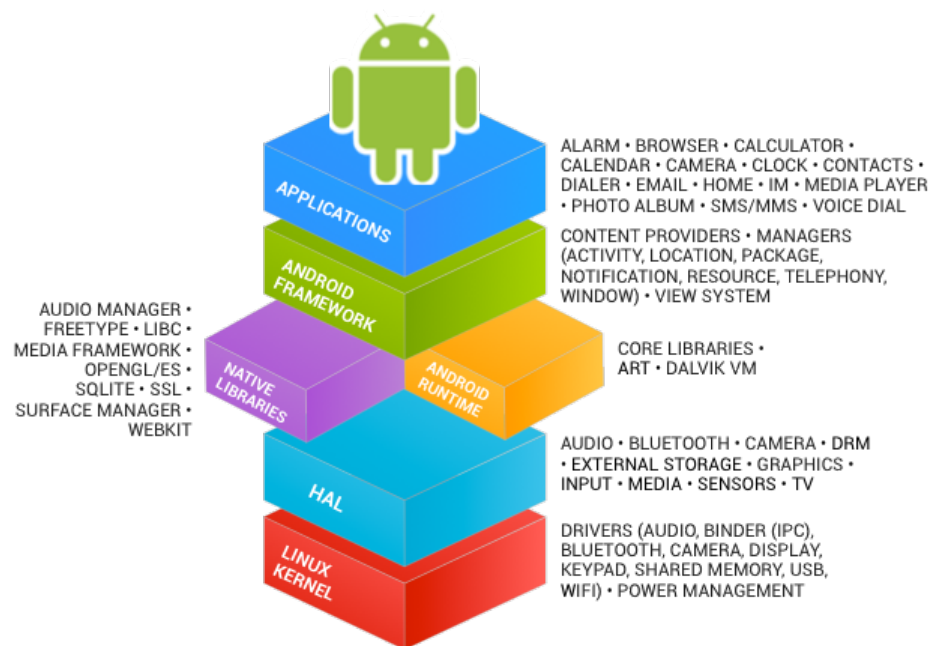 ALARM • BROWSER • CALCULATOR •
CALENDAR • CAMERA • CLOCK • CONTACTS •
DIALER • EMAIL • HOME • IM • MEDIA PLAYER
• PHOTO ALBUM • SMS/MMS • VOICE DIAL
APPLICATIONS
CONTENT PROVIDERS • MANAGERS
(ACTIVITY, LOCATION, PACKAGE,
NOTIFICATION, RESOURCE, TELEPHONY,
WINDOW) • VIEW SYSTEM
ANDROID
FRAMEWORK
AUDIO MANAGER •
FREETYPE • LIBC •
MEDIA FRAMEWORK •
OPENGL/ES •
SQLITE • SSL •
SURFACE MANAGER •
WEBKIT
NATIVE
LIBRARIES
ANDROID
RUNTIME
CORE LIBRARIES •
ART • DALVIK VM
HAL
AUDIO • BLUETOOTH • CAMERA • DRM
• EXTERNAL STORAGE • GRAPHICS •
INPUT • MEDIA • SENSORS • TV
LINUX
KERNEL
DRIVERS (AUDIO, BINDER (IPC),
BLUETOOTH, CAMERA, DISPLAY,
KEYPAD, SHARED MEMORY, USB,
WIFI) • POWER MANAGEMENT